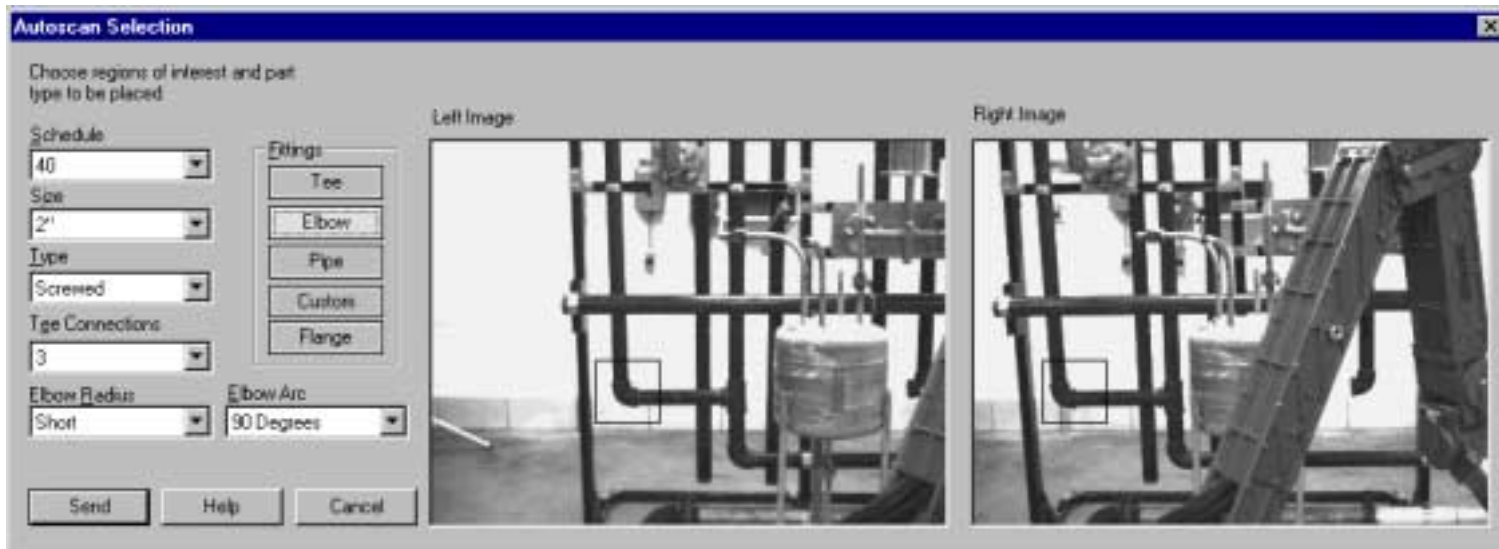 Autoscan Selection
Choose regions of interest and part
type to be placed
Schedule
40
Size
2"
Type
Screwed
Tee Connections
3
Elbow Radius
Short
Elbow Arc
90 Degrees
Fittings
Tee
Elbow
Pipe
Custom
Flange
Send
Help
Cancel
Left Image
Right Image